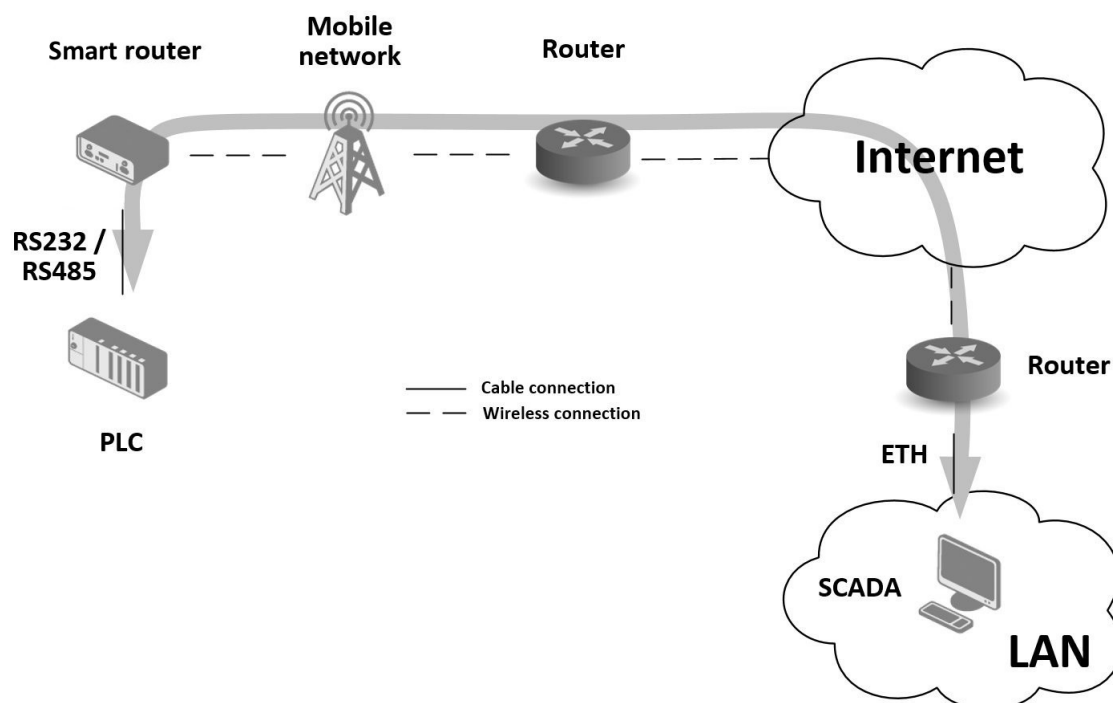 Smart router
Mobile
network
Router
Internet
RS232 /
RS485
Router
Cable connection
Wireless connection
PLC
ETH
SCADA
LAN